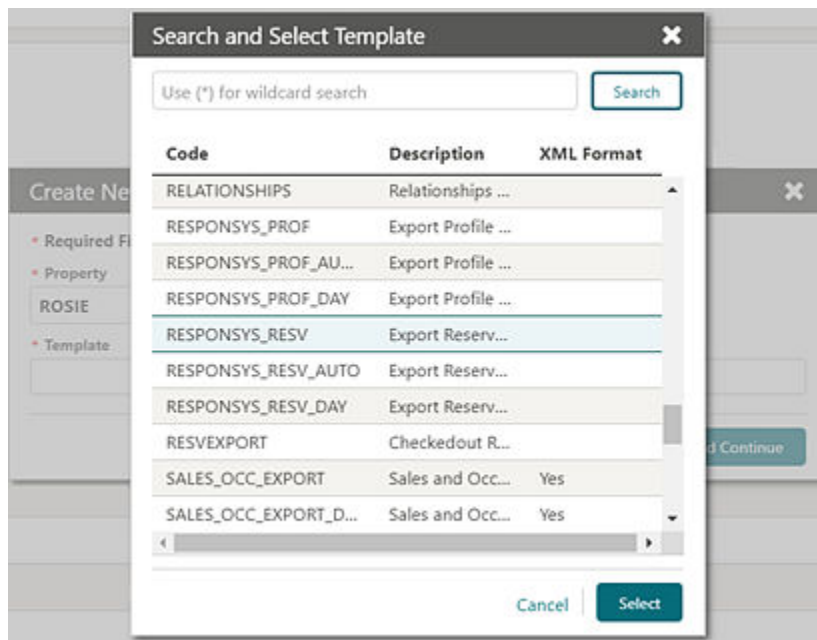 Search and Select Template
Use (*) for wildcard search
Search
Code Description XML Format
RELATIONSHIPS Relationships ...
RESPONSYS_PROF Export Profile ...
RESPONSYS_PROF_AU... Export Profile ...
RESPONSYS_PROF_DAY Export Profile ...
RESPONSYS_RESV Export Reserv...
RESPONSYS_RESV_AUTO Export Reserv...
RESPONSYS_RESV_DAY Export Reserv...
RESVEXPORT Checkedout R...
SALES_OCC_EXPORT Sales and Occ... Yes
SALES_OCC_EXPORT_D... Sales and Occ... Yes
Cancel
Select
Create Ne
* Required Fi
* Property
ROSIE
* Template
d Continue